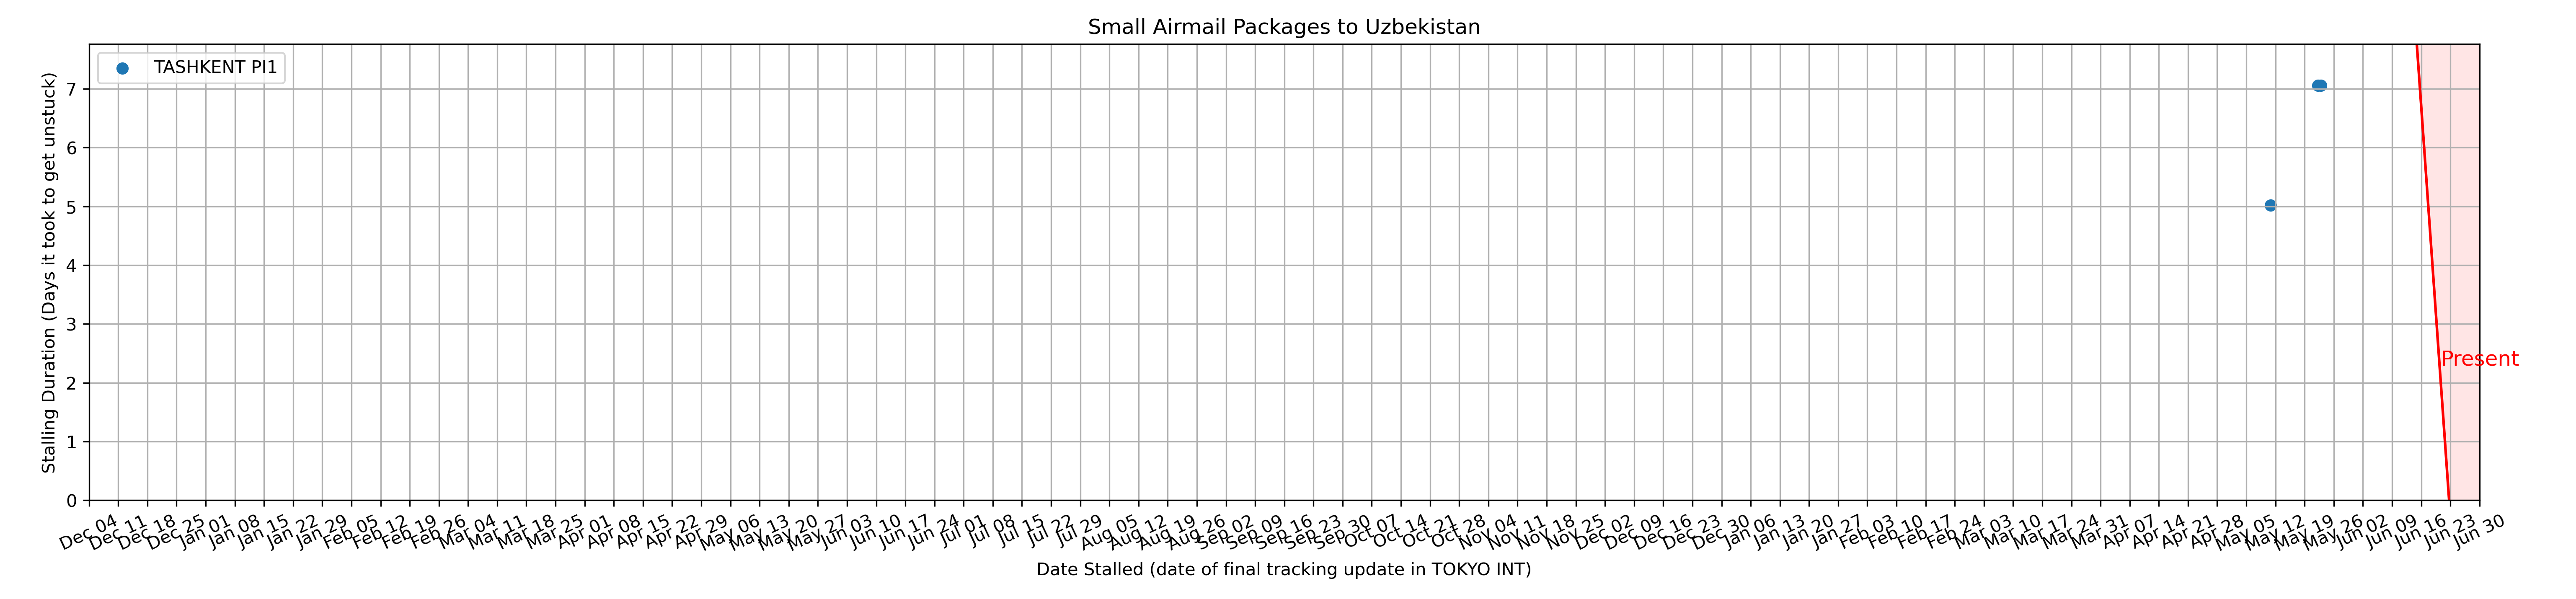 Small Airmail Packages to Uzbekistan
TASHKENT PI1
Stalling Duration (Days it took to get unstuck)
7
6
5
4
3
2
1
0
Present
Dec 04
Dec 11
Dec 18
Dec 25
Jan 01
Jan 08
Jan 15
Jan 22
Jan 29
Feb 05
Feb 12
Feb 19
Feb 26
Mar 04
Mar 11
Mar 18
Mar 25
Apr 01
Apr 08
Apr 15
Apr 22
Apr 29
May 06
May 13
May 20
May 27
Jun 03
Jun 10
Jun 17
Jun 24
Jul 01
Jul 08
Jul 15
Jul 22
Jul 29
Aug 05
Aug 12
Aug 19
Aug 26
Sep 02
Sep 09
Sep 16
Sep 23
Sep 30
Oct 07
Oct 14
Oct 21
Oct 28
Nov 04
Nov 11
Nov 18
Nov 25
Dec 02
Dec 09
Dec 16
Dec 23
Dec 30
Jan 06
Jan 13
Jan 20
Jan 27
Feb 03
Feb 10
Feb 17
Feb 24
Mar 03
Mar 10
Mar 17
Mar 24
Mar 31
Apr 07
Apr 14
Apr 21
Apr 28
May 05
May 12
May 19
May 26
Jun 02
Jun 09
Jun 16
Jun 23
Jun 30
Date Stalled (date of final tracking update in TOKYO INT)